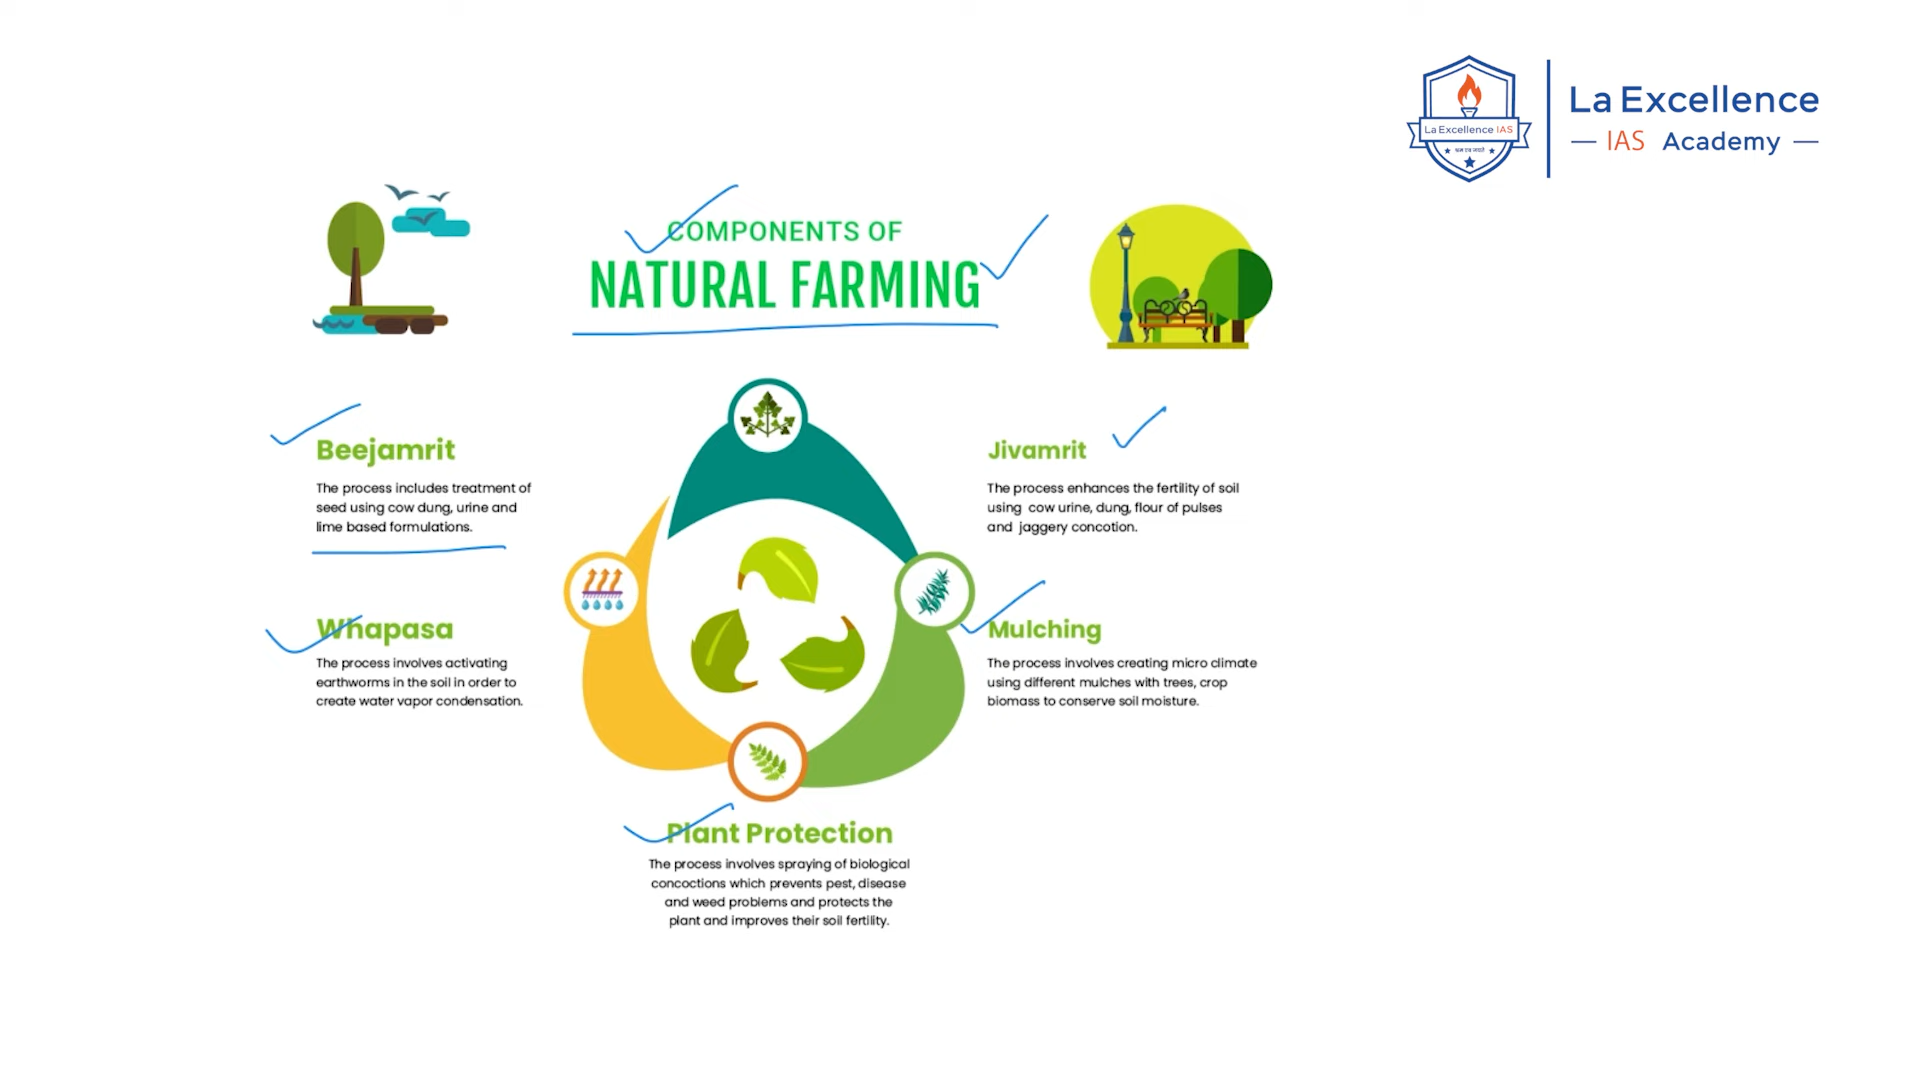 La Excellence
IAS Academy
La Excellence IAS
COMPONENTS OF
NATURAL FARMING
Beejamrit
The process includes treatment of
seed using cow dung, urine and
lime based formulations.
Jivamrit
The process enhances the fertility of soil
using cow urine, dung, flour of pulses
and jaggery concotion.
Whapasa
The process involves activating
earthworms in the soil in order to
create water vapor condensation.
Mulching
The process involves creating micro climate
using different mulches with trees, crop
biomass to conserve soil moisture.
Plant Protection
The process involves spraying of biological
concoctions which prevents pest, disease
and weed problems and protects the
plant and improves their soil fertility.